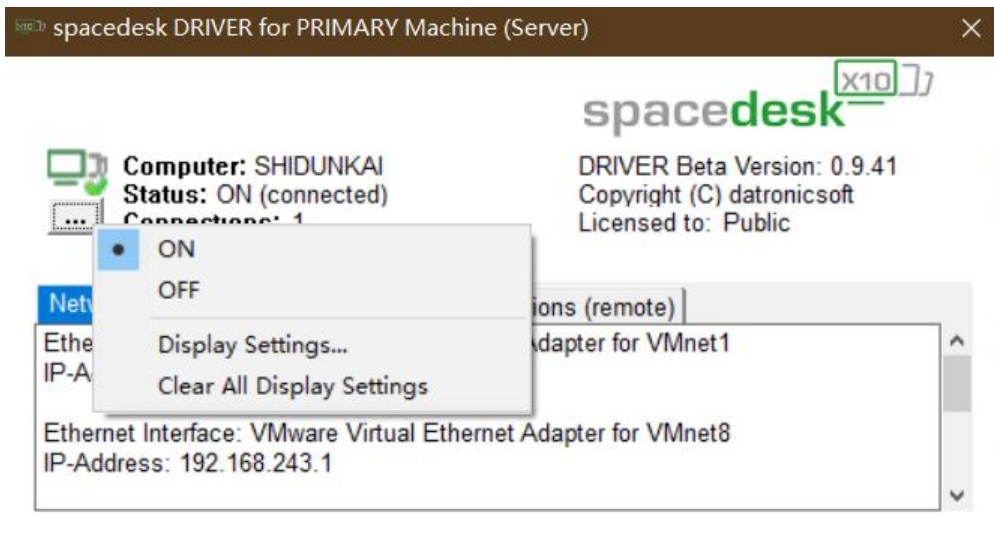 spacedesk DRIVER for PRIMARY Machine (Server)
spacedesk X10
Computer: SHIDUNKAI
Status: ON (connected)
Connections: 1
DRIVER Beta Version: 0.9.41
Copyright (C) datronicsoft
Licensed to: Public
...
ON
OFF
Display Settings...
Clear All Display Settings
ions (remote)
Adapter for VMnet1
Ethernet Interface: VMware Virtual Ethernet Adapter for VMnet8
IP-Address: 192.168.243.1